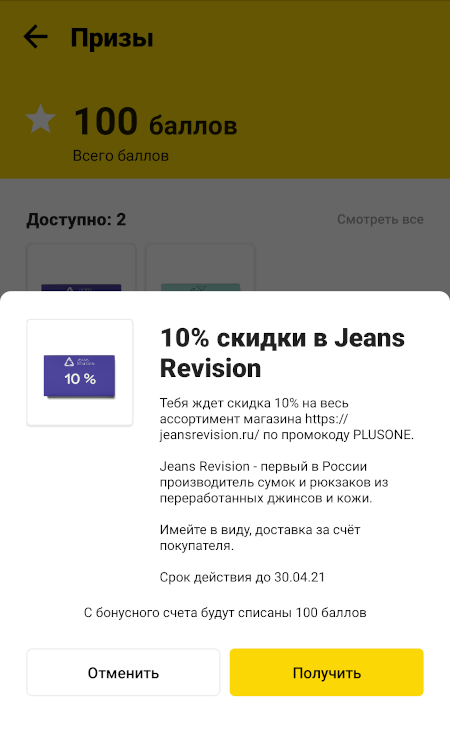 Призы
100 баллов
Всего баллов
Доступно: 2
Смотреть все
10% скидки в Jeans
Revision
10 %
Тебя ждет скидка 10% на весь
ассортимент магазина https://
jeansrevision.ru/ по промокоду PLUSONE.
Jeans Revision - первый в России
производитель сумок и рюкзаков из
переработанных джинсов и кожи.
Имейте в виду, доставка за счёт
покупателя.
Срок действия до 30.04.21
С бонусного счета будут списаны 100 баллов
Отменить
Получить